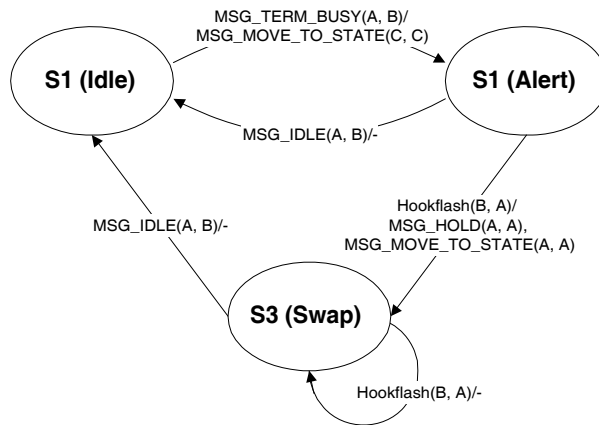 MSG_TERM_BUSY(A, B)/
MSG_MOVE_TO_STATE(C, C)
S1 (Idle)
S1 (Alert)
MSG_IDLE(A, B)/-
Hookflash(B, A)/
MSG_HOLD(A, A),
MSG_MOVE_TO_STATE(A, A)
MSG_IDLE(A, B)/-
S3 (Swap)
Hookflash(B, A)/-